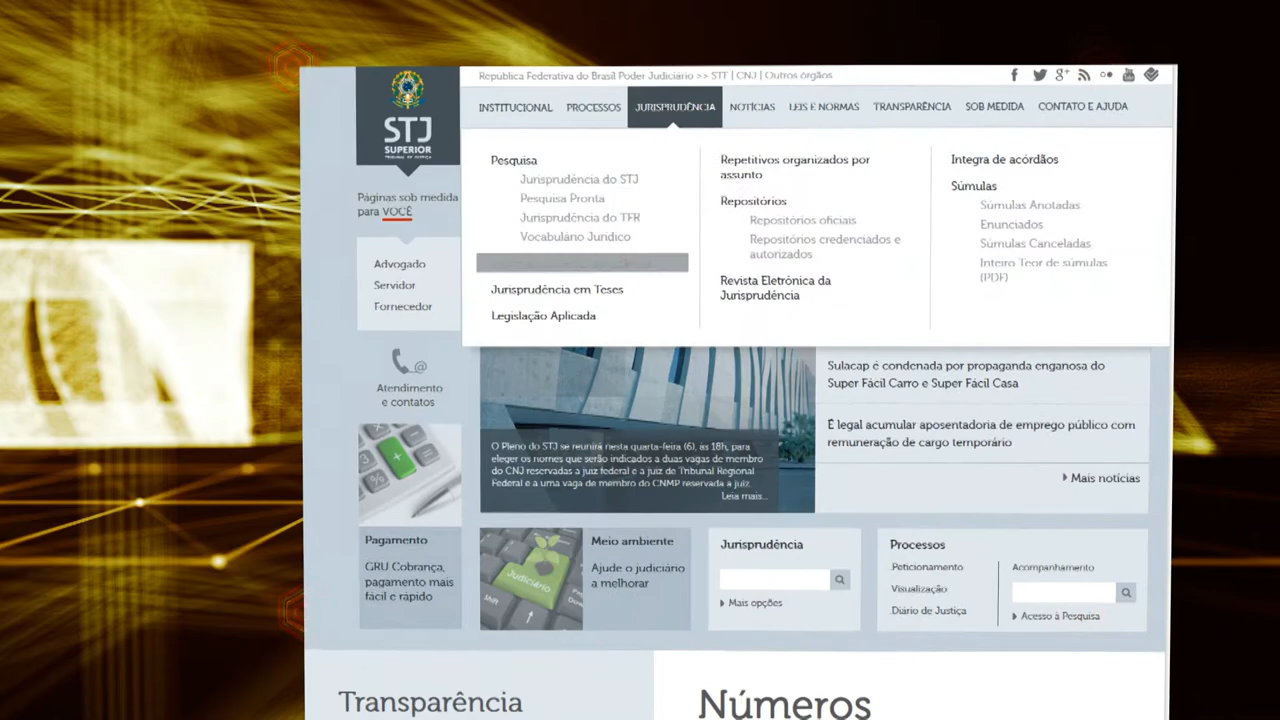 República Federativa do Brasil Poder Judiciário >> STF | CNJ | Outros órgãos
STJ
SUPERIOR
TRIBUNAL DE JUSTIÇA
INSTITUCIONAL
PROCESSOS
JURISPRUDÊNCIA
NOTÍCIAS
LEIS E NORMAS
TRANSPARÊNCIA
SOB MEDIDA
CONTATO E AJUDA
Pesquisa
Jurisprudência do STJ
Pesquisa Pronta
Jurisprudência do TFR
Vocabulário Jurídico
Jurisprudência em Teses
Legislação Aplicada
Repetitivos organizados por
assunto
Repositórios
Repositórios oficiais
Repositórios credenciados e
autorizados
Revista Eletrônica da
Jurisprudência
Íntegra de acórdãos
Súmulas
Súmulas Anotadas
Enunciados
Súmulas Canceladas
Inteiro Teor de súmulas
(PDF)
Páginas sob medida
para VOCÊ
Advogado
Servidor
Fornecedor
Atendimento
e contatos
O Pleno do STJ se reunirá nesta quarta-feira (6), às 18h, para
eleger os nomes que serão indicados a duas vagas de membro
do CNJ reservadas a juiz federal e a juiz de Tribunal Regional
Federal e a uma vaga de membro do CNMP reservada a juiz.
Leia mais...
Sulacap é condenada por propaganda enganosa do
Super Fácil Carro e Super Fácil Casa
É legal acumular aposentadoria de emprego público com
remuneração de cargo temporário
Mais notícias
Pagamento
GRU Cobrança,
pagamento mais
fácil e rápido
Judiciário
Shift
Meio ambiente
Ajude o judiciário
a melhorar
Jurisprudência
Mais opções
Processos
Peticionamento
Visualização
Diário de Justiça
Acompanhamento
Acesso à Pesquisa
Transparência
Números